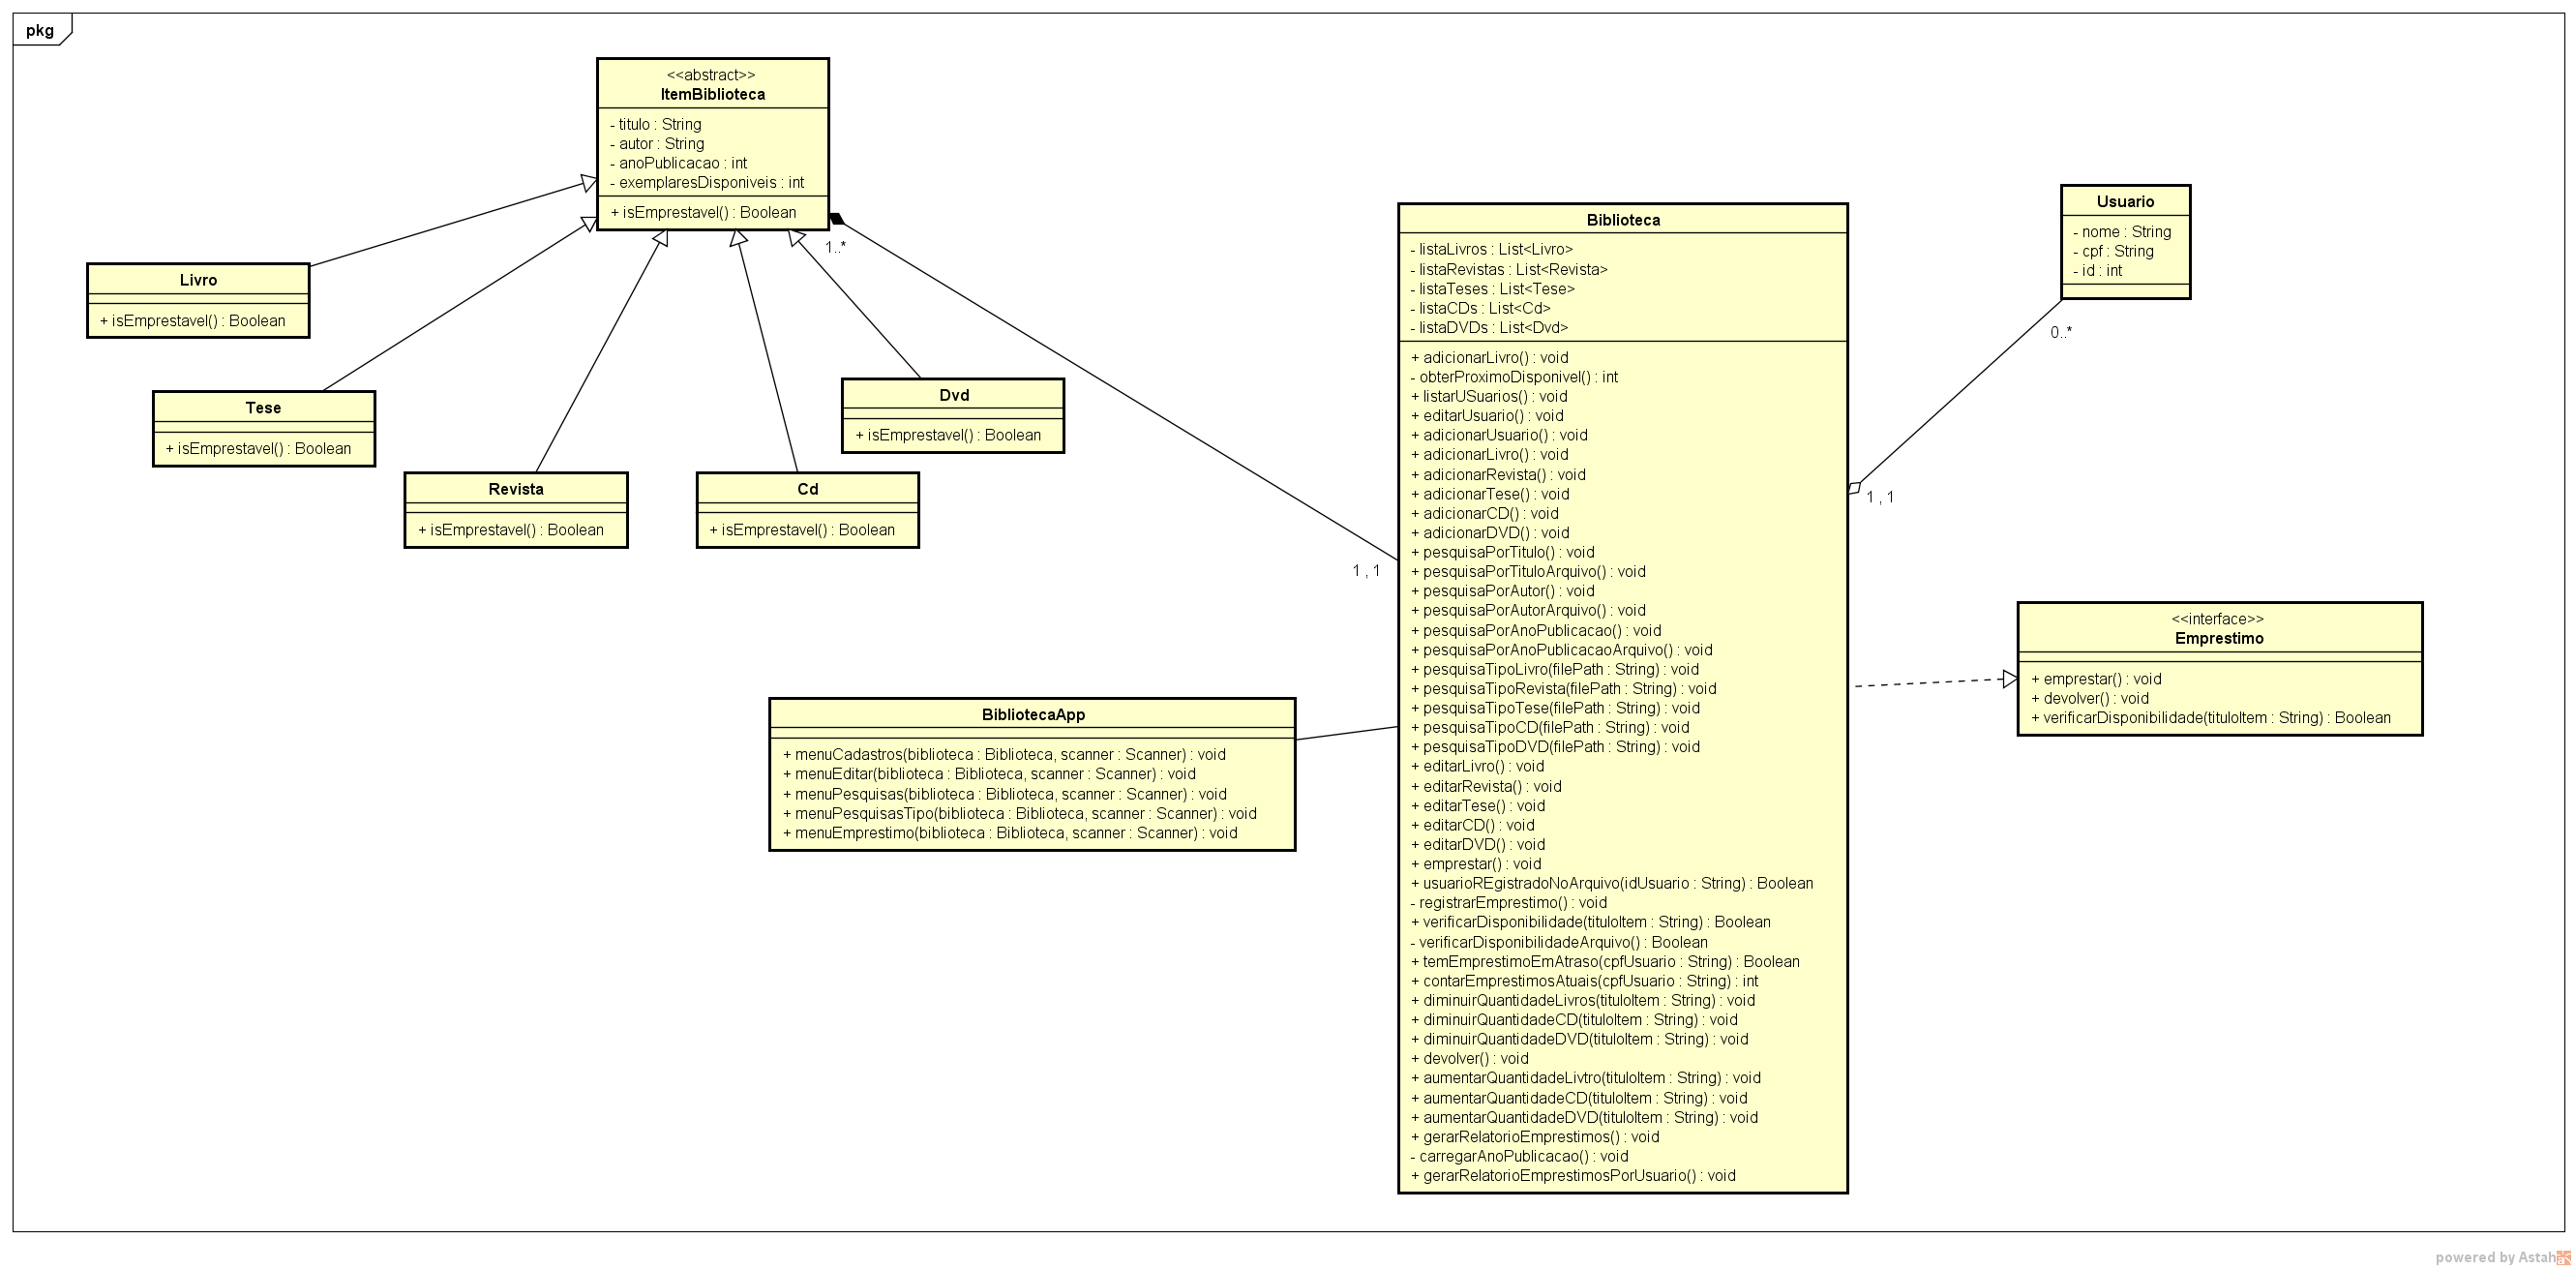 pkg
<<abstract>>
ItemBiblioteca
- titulo : String
- autor : String
- anoPublicacao : int
- exemplaresDisponiveis : int
+ isEmprestavel() : Boolean
1..*
Livro
+ isEmprestavel() : Boolean
Tese
+ isEmprestavel() : Boolean
Revista
+ isEmprestavel() : Boolean
Cd
+ isEmprestavel() : Boolean
Dvd
+ isEmprestavel() : Boolean
1 , 1
BibliotecaApp
+ menuCadastros(biblioteca : Biblioteca, scanner : Scanner) : void
+ menuEditar(biblioteca : Biblioteca, scanner : Scanner) : void
+ menuPesquisas(biblioteca : Biblioteca, scanner : Scanner) : void
+ menuPesquisasTipo(biblioteca : Biblioteca, scanner : Scanner) : void
+ menuEmprestimo(biblioteca : Biblioteca, scanner : Scanner) : void
Biblioteca
- listaLivros : List<Livro>
- listaRevistas : List<Revista>
- listaTeses : List<Tese>
- listaCDs : List<Cd>
- listaDVDs : List<Dvd>
+ adicionarLivro() : void
- obterProximoDisponivel() : int
+ listarUSuarios() : void
+ editarUsuario() : void
+ adicionarUsuario() : void
+ adicionarLivro() : void
+ adicionarRevista() : void
+ adicionarTese() : void
+ adicionarCD() : void
+ adicionarDVD() : void
+ pesquisaPorTitulo() : void
+ pesquisaPorTituloArquivo() : void
+ pesquisaPorAutor() : void
+ pesquisaPorAutorArquivo() : void
+ pesquisaPorAnoPublicacao() : void
+ pesquisaPorAnoPublicacaoArquivo() : void
+ pesquisaTipoLivro(filePath : String) : void
+ pesquisaTipoRevista(filePath : String) : void
+ pesquisaTipoTese(filePath : String) : void
+ pesquisaTipoCD(filePath : String) : void
+ pesquisaTipoDVD(filePath : String) : void
+ editarLivro() : void
+ editarRevista() : void
+ editarTese() : void
+ editarCD() : void
+ editarDVD() : void
+ emprestar() : void
+ usuarioREgistradoNoArquivo(idUsuario : String) : Boolean
- registrarEmprestimo() : void
+ verificarDisponibilidade(tituloItem : String) : Boolean
- verificarDisponibilidadeArquivo() : Boolean
+ temEmprestimoEmAtraso(cpfUsuario : String) : Boolean
+ contarEmprestimosAtuais(cpfUsuario : String) : int
+ diminuirQuantidadeLivros(tituloItem : String) : void
+ diminuirQuantidadeCD(tituloItem : String) : void
+ diminuirQuantidadeDVD(tituloItem : String) : void
+ devolver() : void
+ aumentarQuantidadeLivtro(tituloItem : String) : void
+ aumentarQuantidadeCD(tituloItem : String) : void
+ aumentarQuantidadeDVD(tituloItem : String) : void
+ gerarRelatorioEmprestimos() : void
- carregarAnoPublicacao() : void
+ gerarRelatorioEmprestimosPorUsuario() : void
Usuario
- nome : String
- cpf : String
- id : int
0..*
1 , 1
<<interface>>
Emprestimo
+ emprestar() : void
+ devolver() : void
+ verificarDisponibilidade(tituloItem : String) : Boolean
powered by Astah